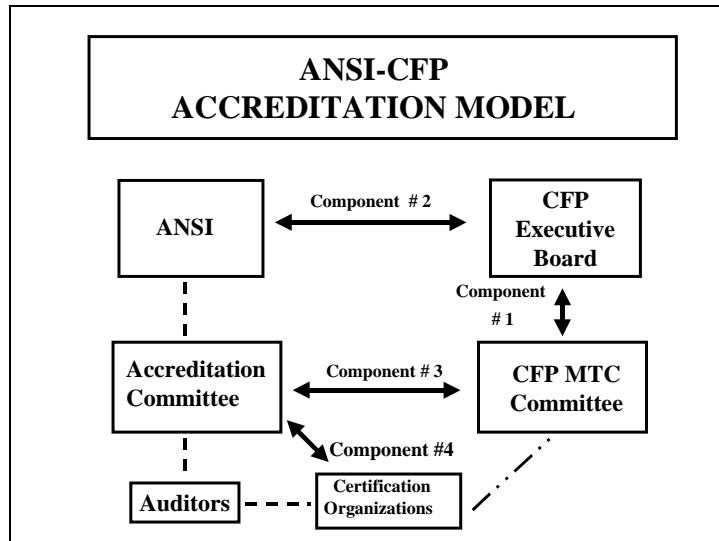 ANSI-CFP
ACCREDITATION MODEL
ANSI
Component # 2
CFP
Executive
Board
Component
# 1
Accreditation
Committee
Component # 3
CFP MTC
Committee
Component #4
Auditors
Certification
Organizations